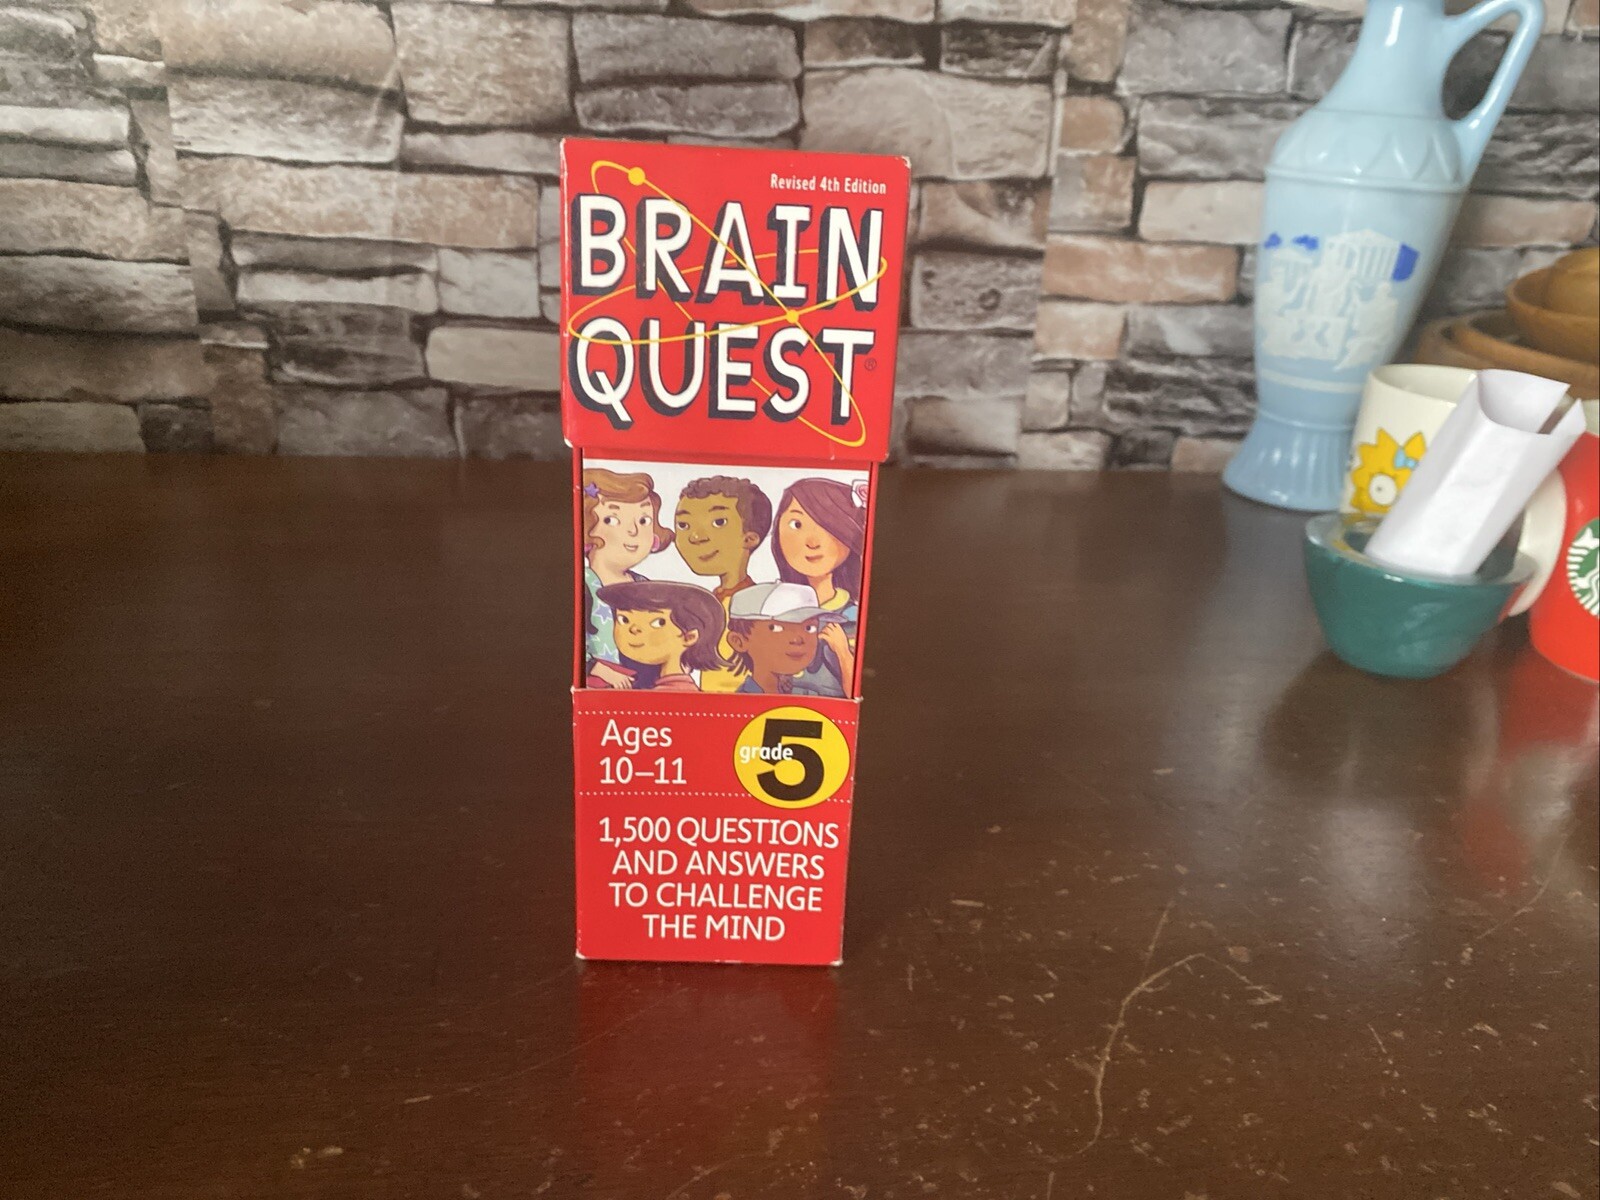 Revised 4th Edition
BRAIN
QUEST®
Ages
10–11
grade 5
1,500 QUESTIONS
AND ANSWERS
TO CHALLENGE
THE MIND